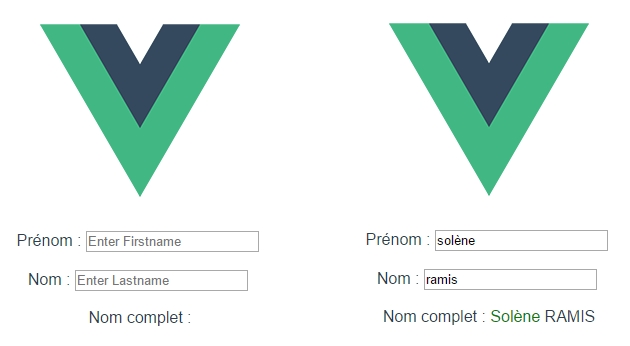 Prénom : Enter Firstname
Nom : Enter Lastname
Nom complet :
Prénom : solène
Nom : ramis
Nom complet : Solène RAMIS